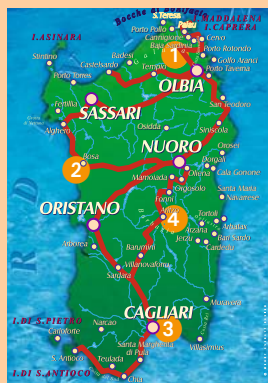 Bocche di Bonifacio
S. Teresa
I. MADDALENA
I. CAPRERA
Palau
Porto Pollo
Cannigione
Cervo
Baia Sardinia
Porto Rotondo
1
Golfo Aranci
I. ASINARA
Badesi
Porto Taverna
Stintino
Castelsardo
Tempio
OLBIA
Porto Torres
San Teodoro
Fertilia
SASSARI
Alghero
Osidda
Siniscola
NUORO
Orosei
Bosa
Dorgali
2
Oliena
Cala Gonone
Mamoiada
Orgosolo
Fonni
Santa Maria
Navarrese
ORISTANO
4
Tortolì
Arbatax
Arzana
Bari Sardo
Jerzu
Cardedu
Arborea
Barumini
Villanovaforru
Sardara
Muravera
CAGLIARI
I. DI S. PIETRO
Carloforte
Narcao
3
Villasimius
Santa Margherita
di Pula
S. Antioco
Teulada
I. DI S. ANTIOCO
Chia